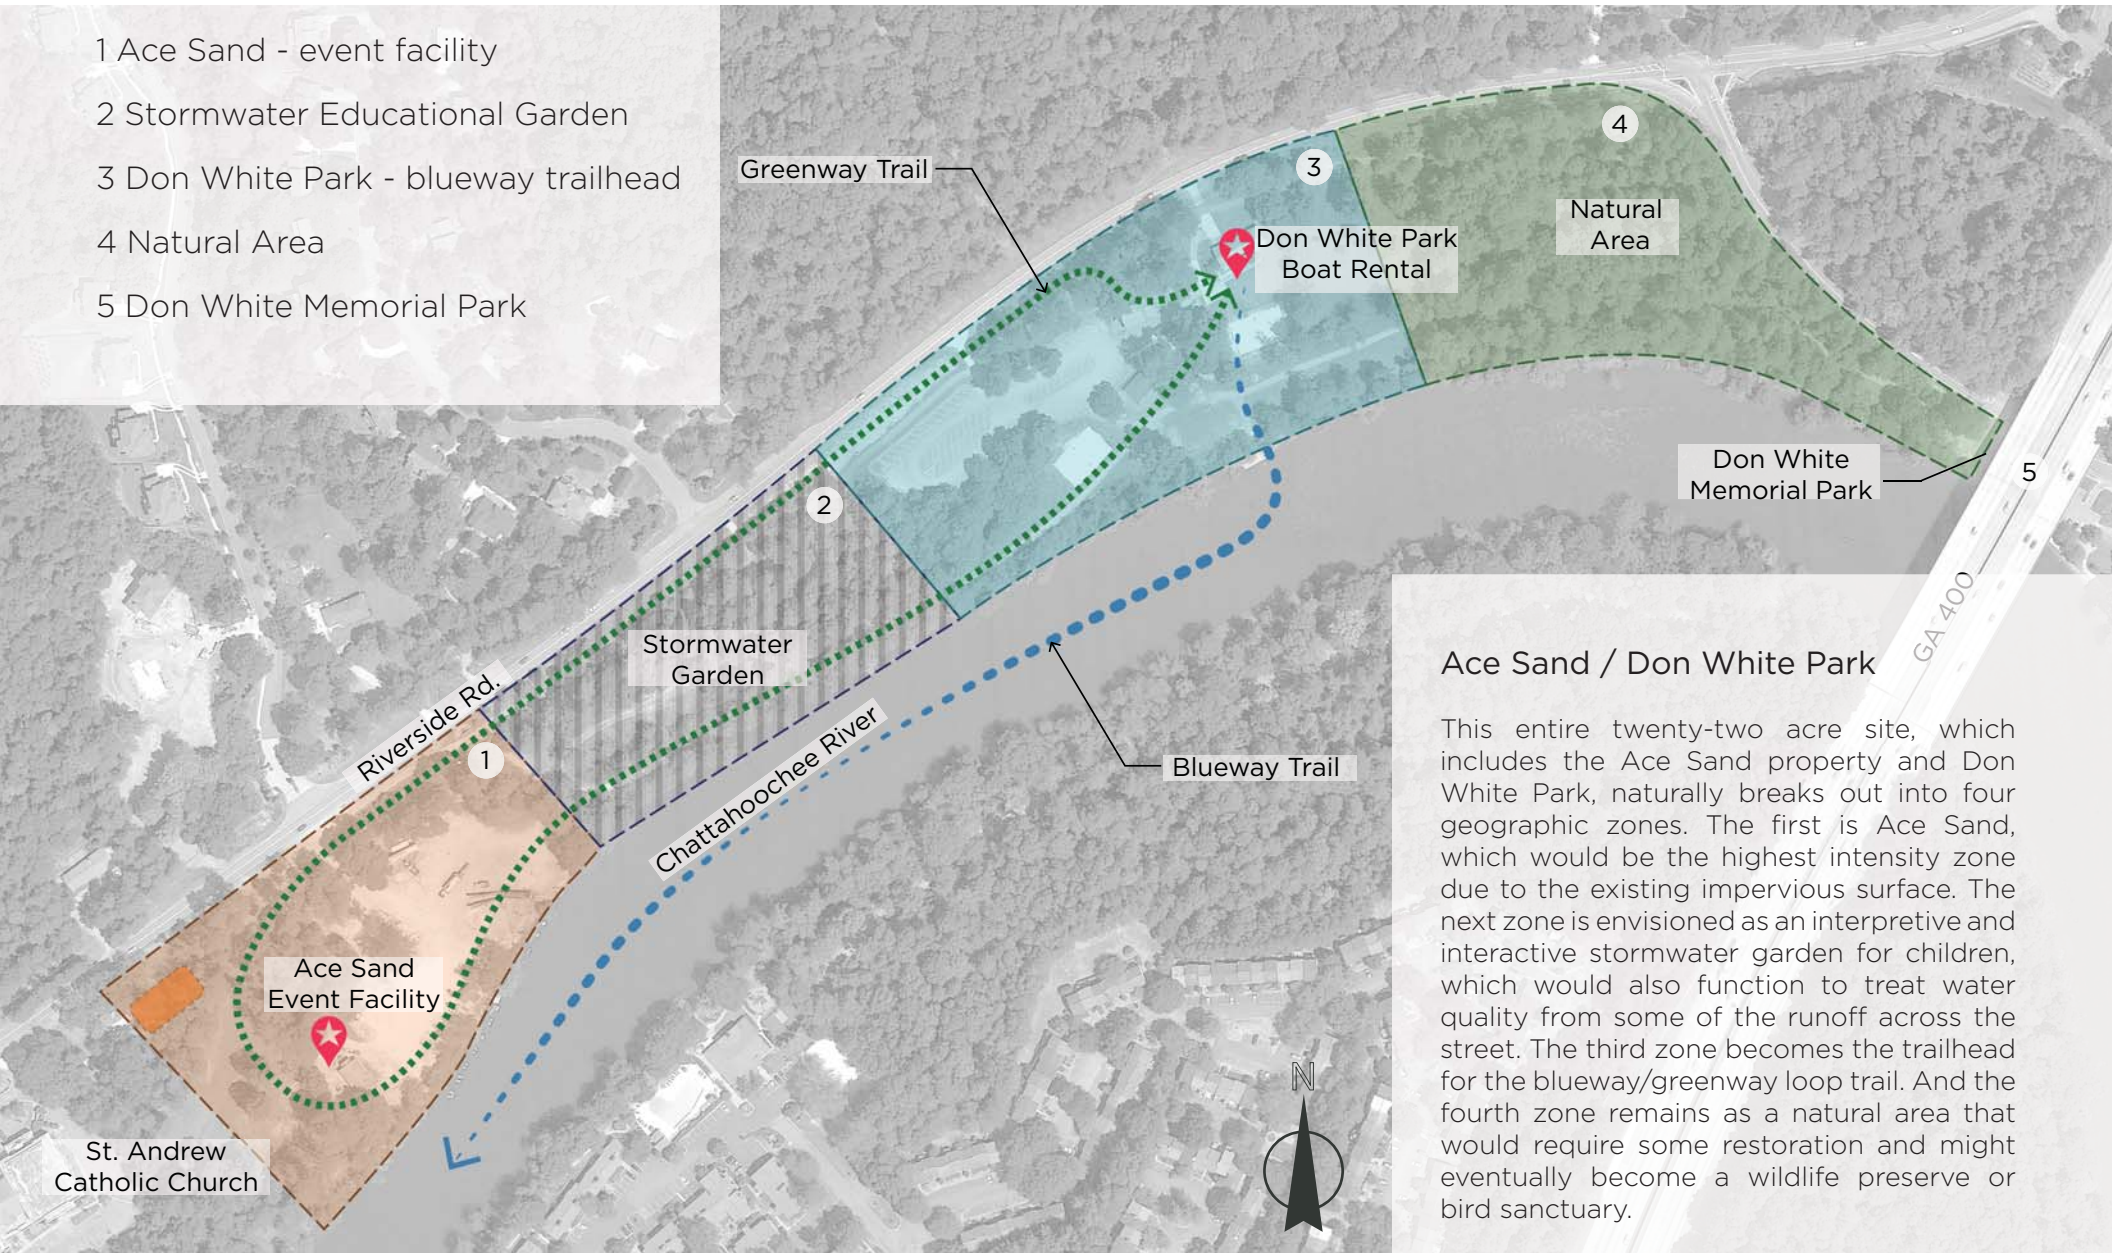 1 Ace Sand - event facility
2 Stormwater Educational Garden
3 Don White Park - blueway trailhead
4 Natural Area
5 Don White Memorial Park
Greenway Trail
3
4
Natural
Area
Don White Park
Boat Rental
Don White
Memorial Park
5
2
Stormwater
Garden
Riverside Rd.
1
Chattahoochee River
Blueway Trail
GA 400
Ace Sand
Event Facility
St. Andrew
Catholic Church
N
Ace Sand / Don White Park
This entire twenty-two acre site, which
includes the Ace Sand property and Don
White Park, naturally breaks out into four
geographic zones. The first is Ace Sand,
which would be the highest intensity zone
due to the existing impervious surface. The
next zone is envisioned as an interpretive and
interactive stormwater garden for children,
which would also function to treat water
quality from some of the runoff across the
street. The third zone becomes the trailhead
for the blueway/greenway loop trail. And the
fourth zone remains as a natural area that
would require some restoration and might
eventually become a wildlife preserve or
bird sanctuary.